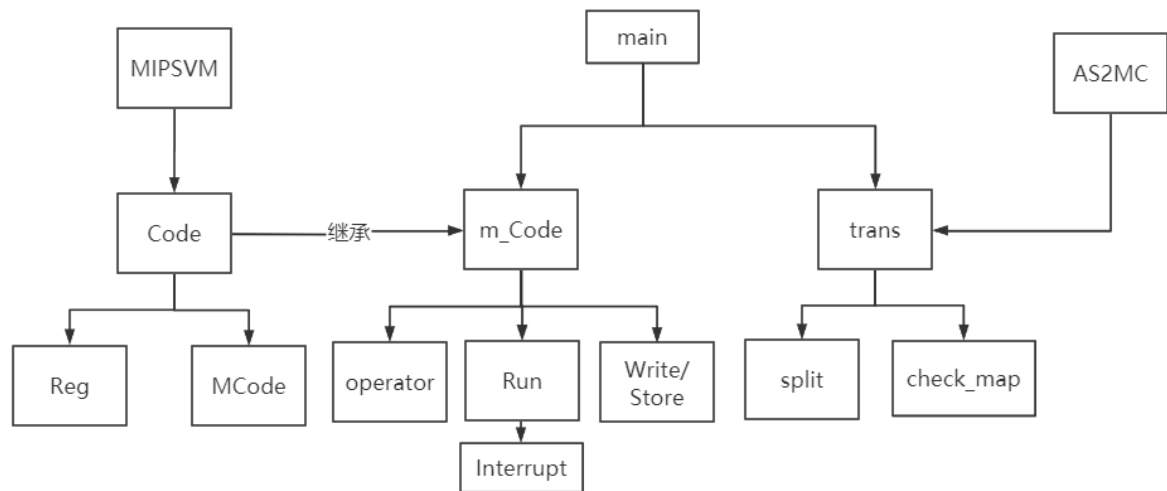 main
MIPSVM
AS2MC
Code
继承
m_Code
trans
Reg
MCode
operator
Run
Write/
Store
split
check_map
Interrupt